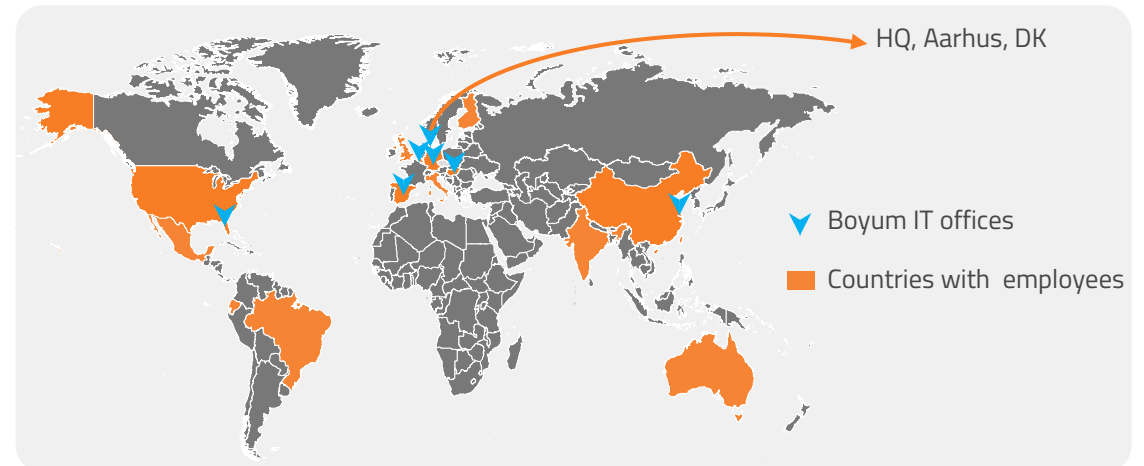 HQ, Aarhus, DK
Boyum IT offices
Countries with employees